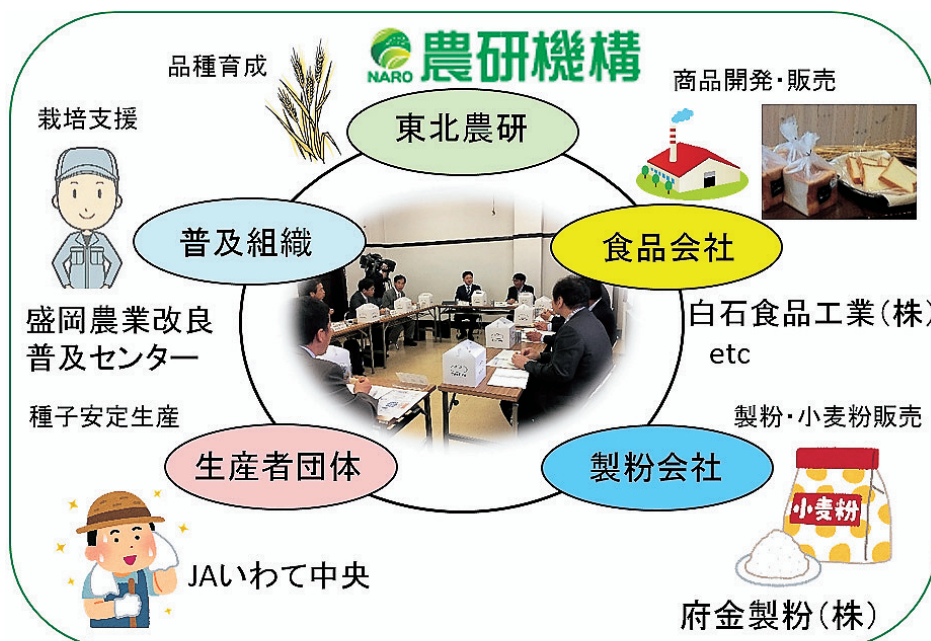 品種育成
NARO 農研機構
東北農研
商品開発・販売
栽培支援
普及組織
食品会社
盛岡農業改良
普及センター
白石食品工業(株)
etc
種子安定生産
製粉・小麦粉販売
生産者団体
製粉会社
小麦粉
JAいわて中央
府金製粉(株)